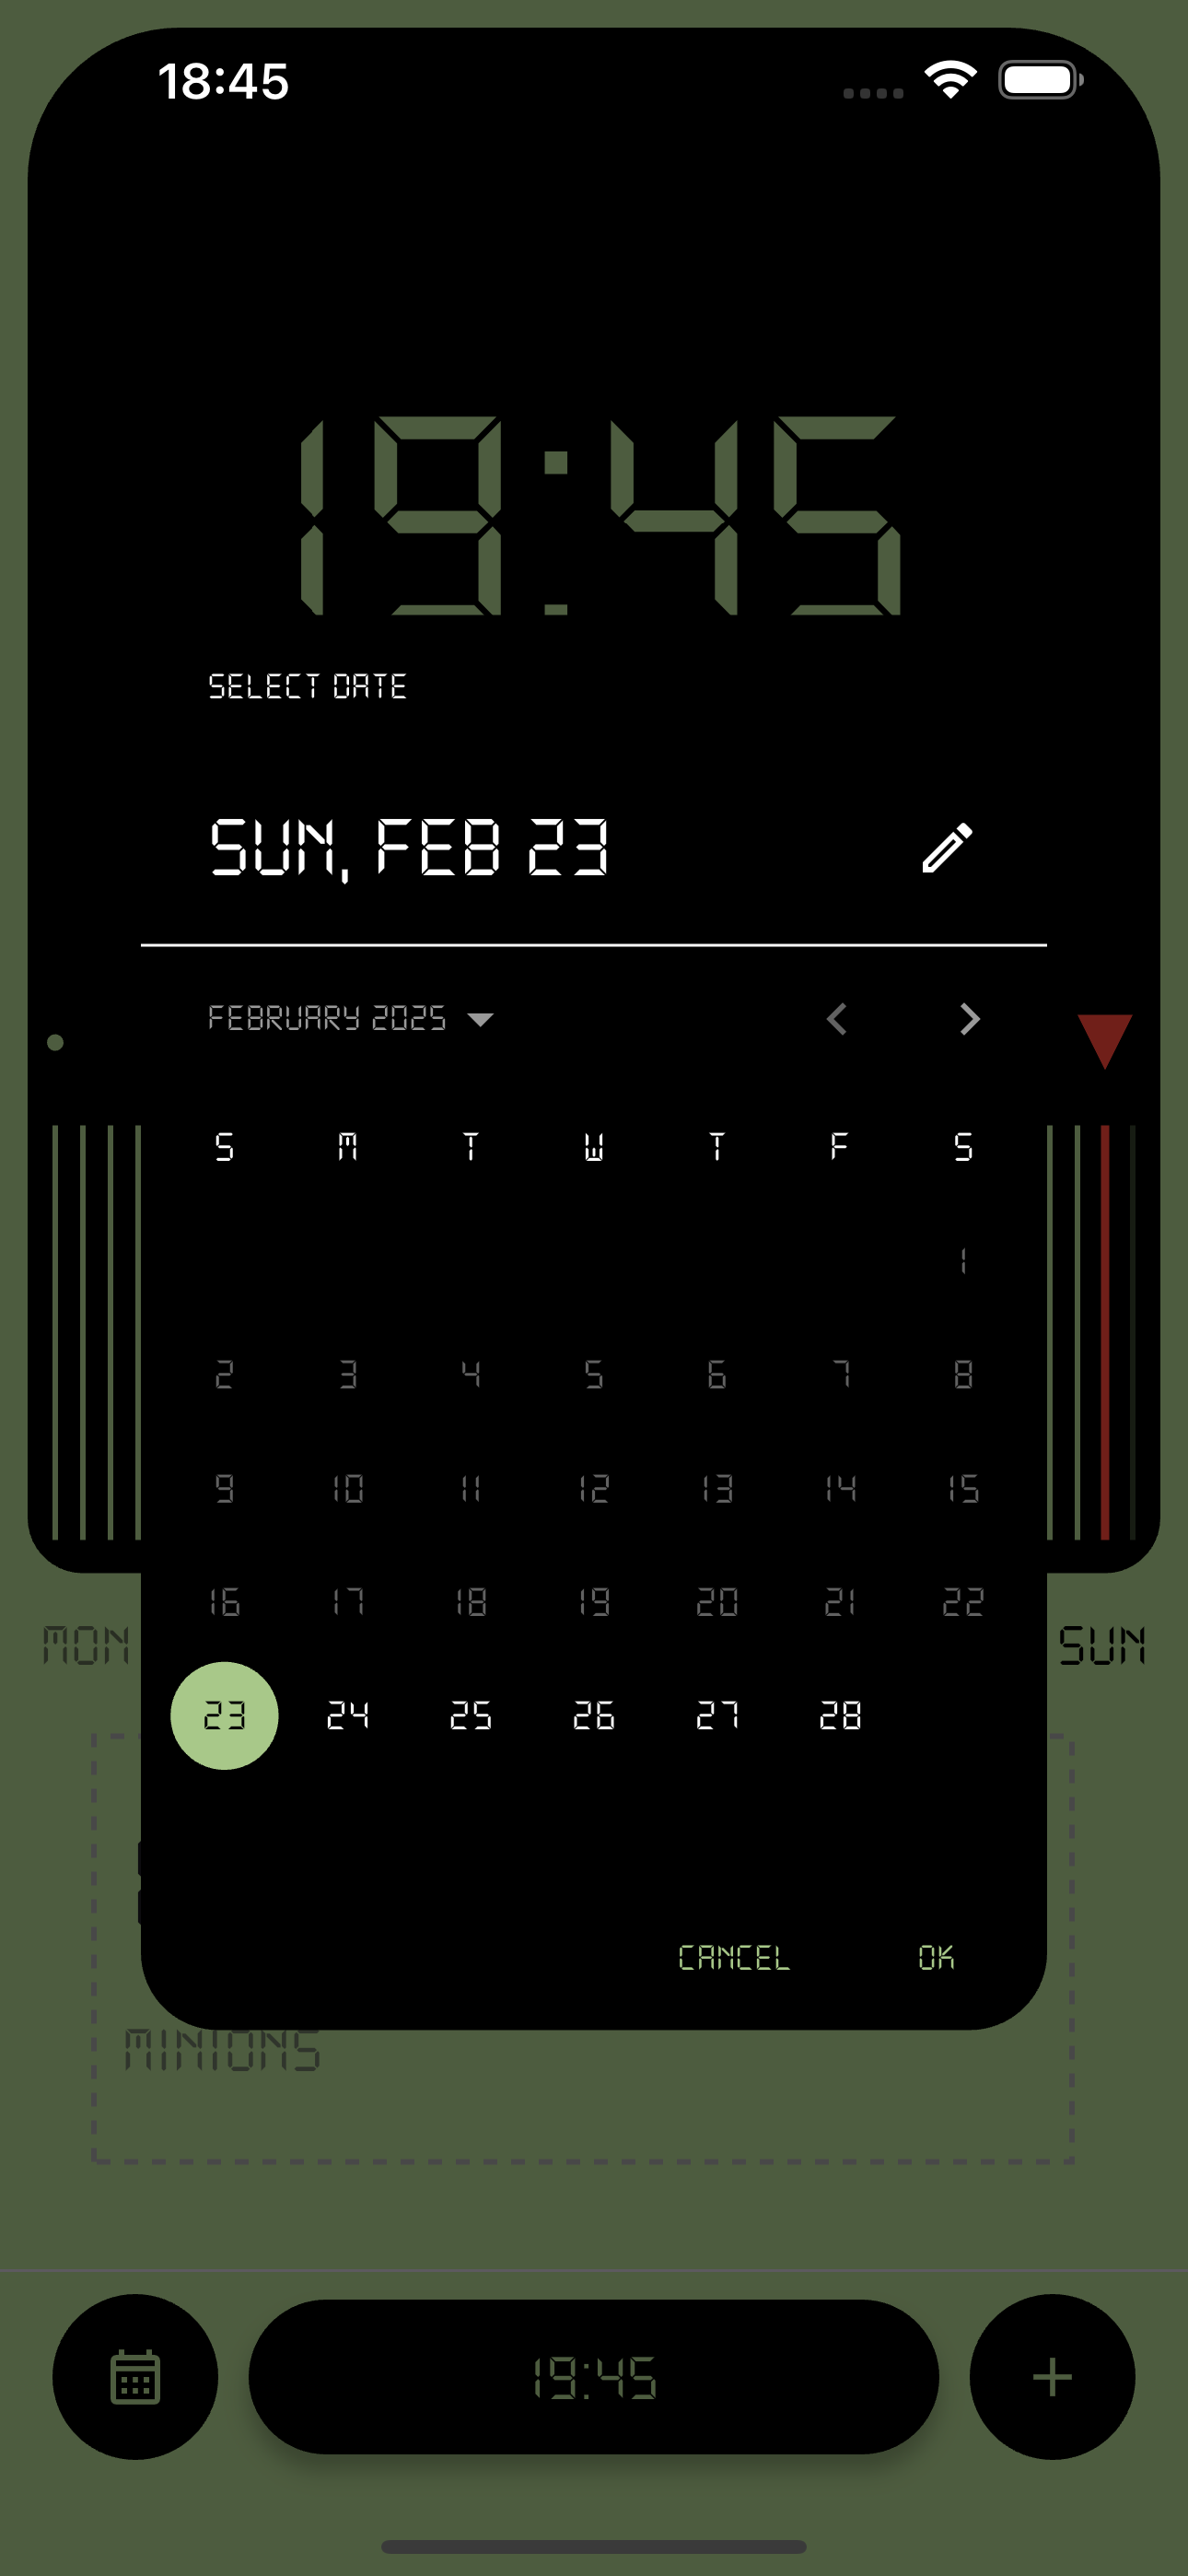 18:45
19:45
SELECT DATE
SUN, FEB 23
FEBRUARY 2025
S M T W T F S
1
2 3 4 5 6 7 8
9 10 11 12 13 14 15
16 17 18 19 20 21 22
MON SUN
23 24 25 26 27 28
CANCEL OK
MINIONS
19:45